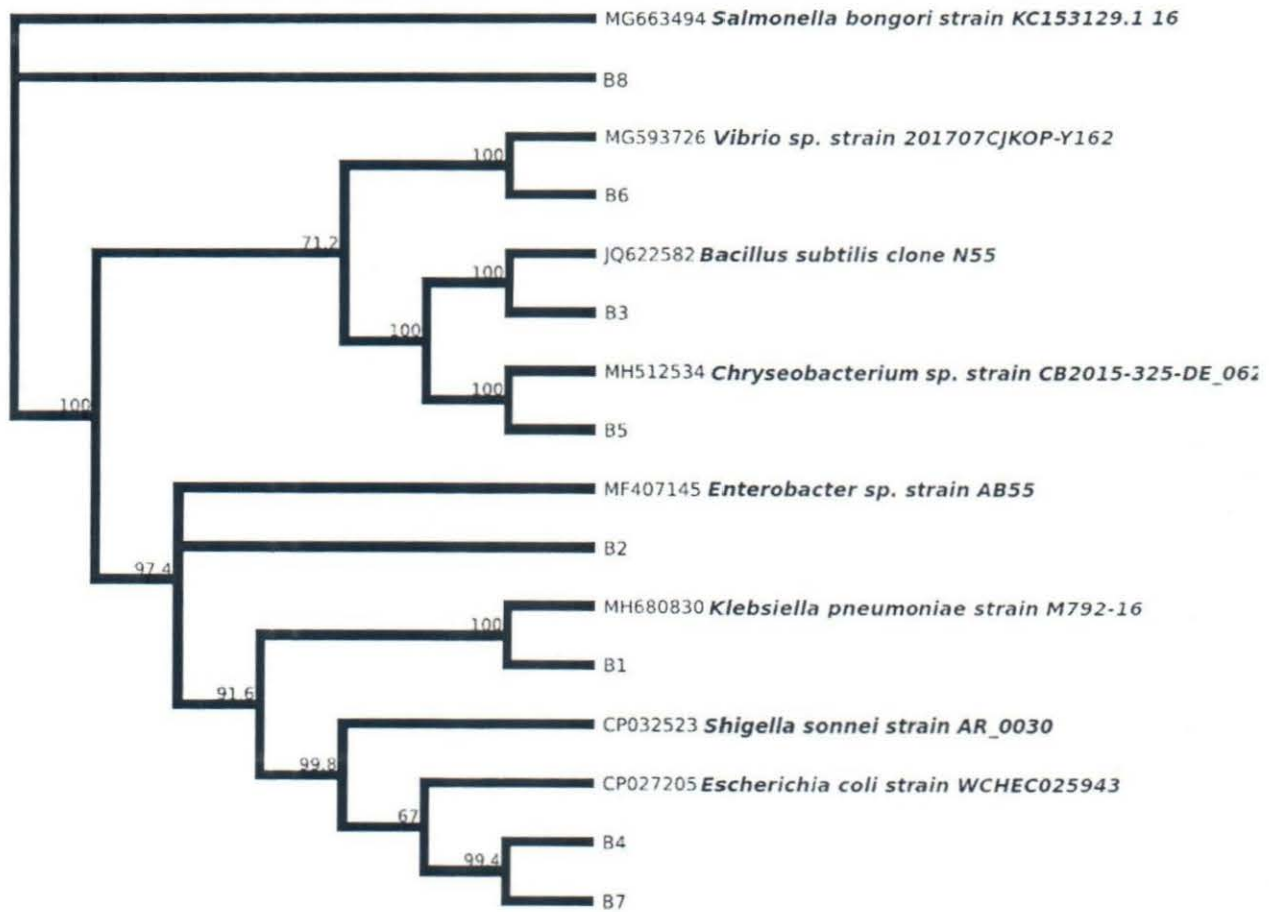 MG663494 Salmonella bongori strain KC153129.1 16
B8
MG593726 Vibrio sp. strain 201707CJKOP-Y162
100
B6
71.2
JQ622582 Bacillus subtilis clone N55
100
B3
100
MH512534 Chryseobacterium sp. strain CB2015-325-DE_062
100
100
B5
MF407145 Enterobacter sp. strain AB55
B2
97.4
MH680830 Klebsiella pneumoniae strain M792-16
100
B1
91.6
CP032523 Shigella sonnei strain AR_0030
99.8
CP027205 Escherichia coli strain WCHEC025943
67
B4
99.4
B7